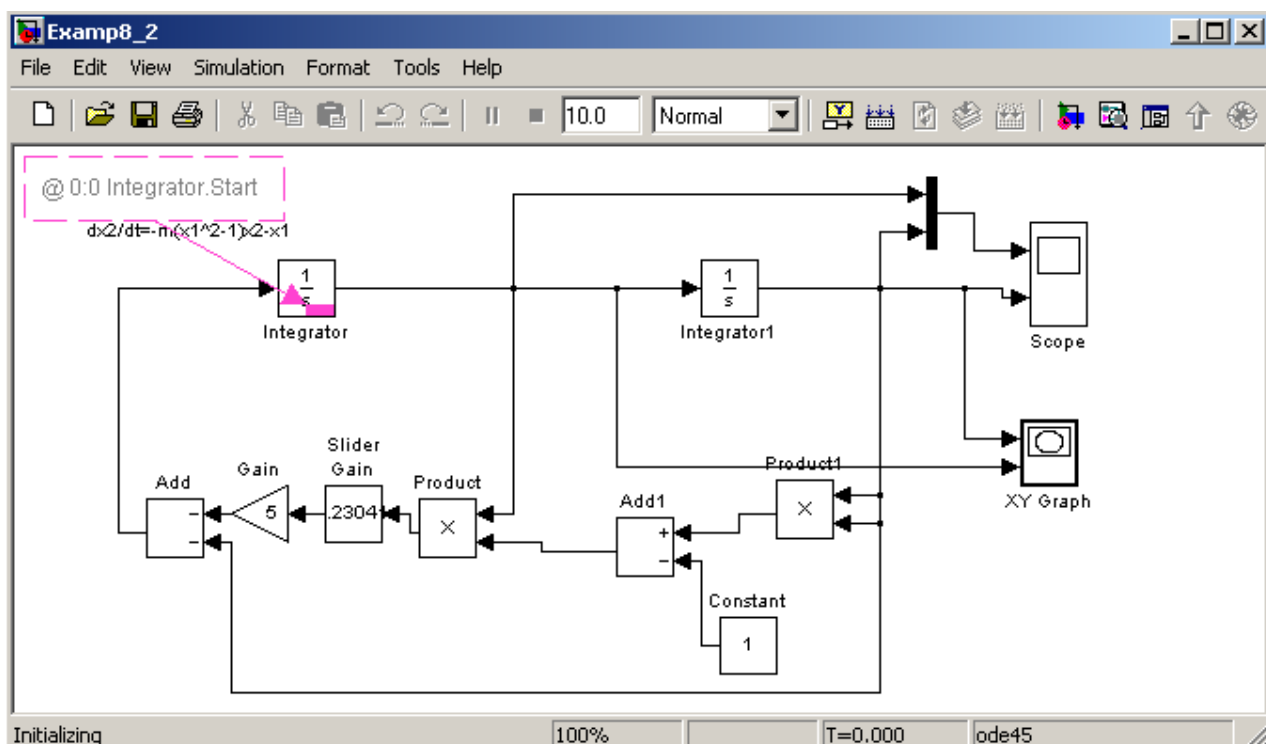 Examp8_2
File Edit View Simulation Format Tools Help
10.0 Normal
@ 0:0 Integrator.Start
dx2/dt=-m(x1^2-1)x2-x1
1
s
Integrator
1
s
Integrator1
Scope
Slider
Gain
Gain
Add
5
.2304
Product
×
Add1
Product1
×
XY Graph
−
−
+
−
Constant
1
Initializing 100% T=0.000 ode45